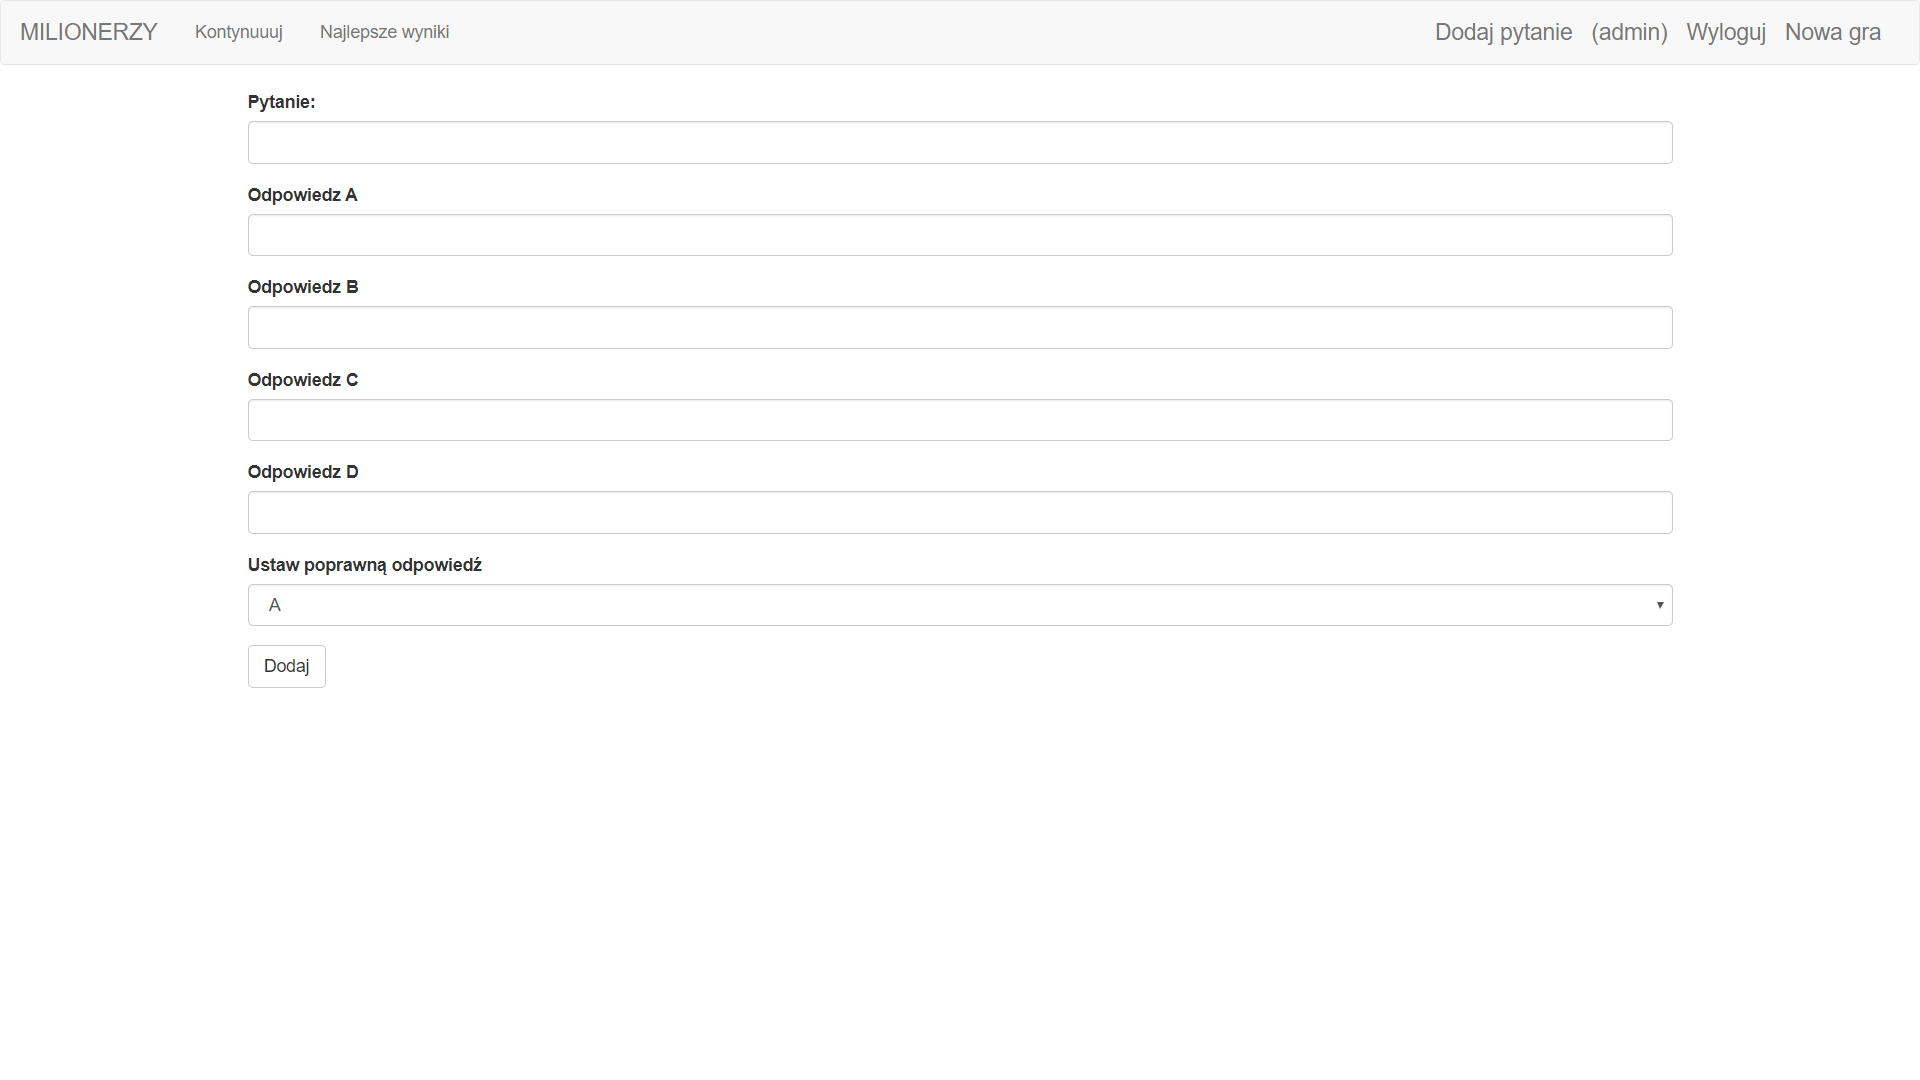 MILIONERZY Kontynuuuj Najlepsze wyniki Dodaj pytanie (admin) Wyloguj Nowa gra
Pytanie:
Odpowiedz A
Odpowiedz B
Odpowiedz C
Odpowiedz D
Ustaw poprawną odpowiedź
A
Dodaj